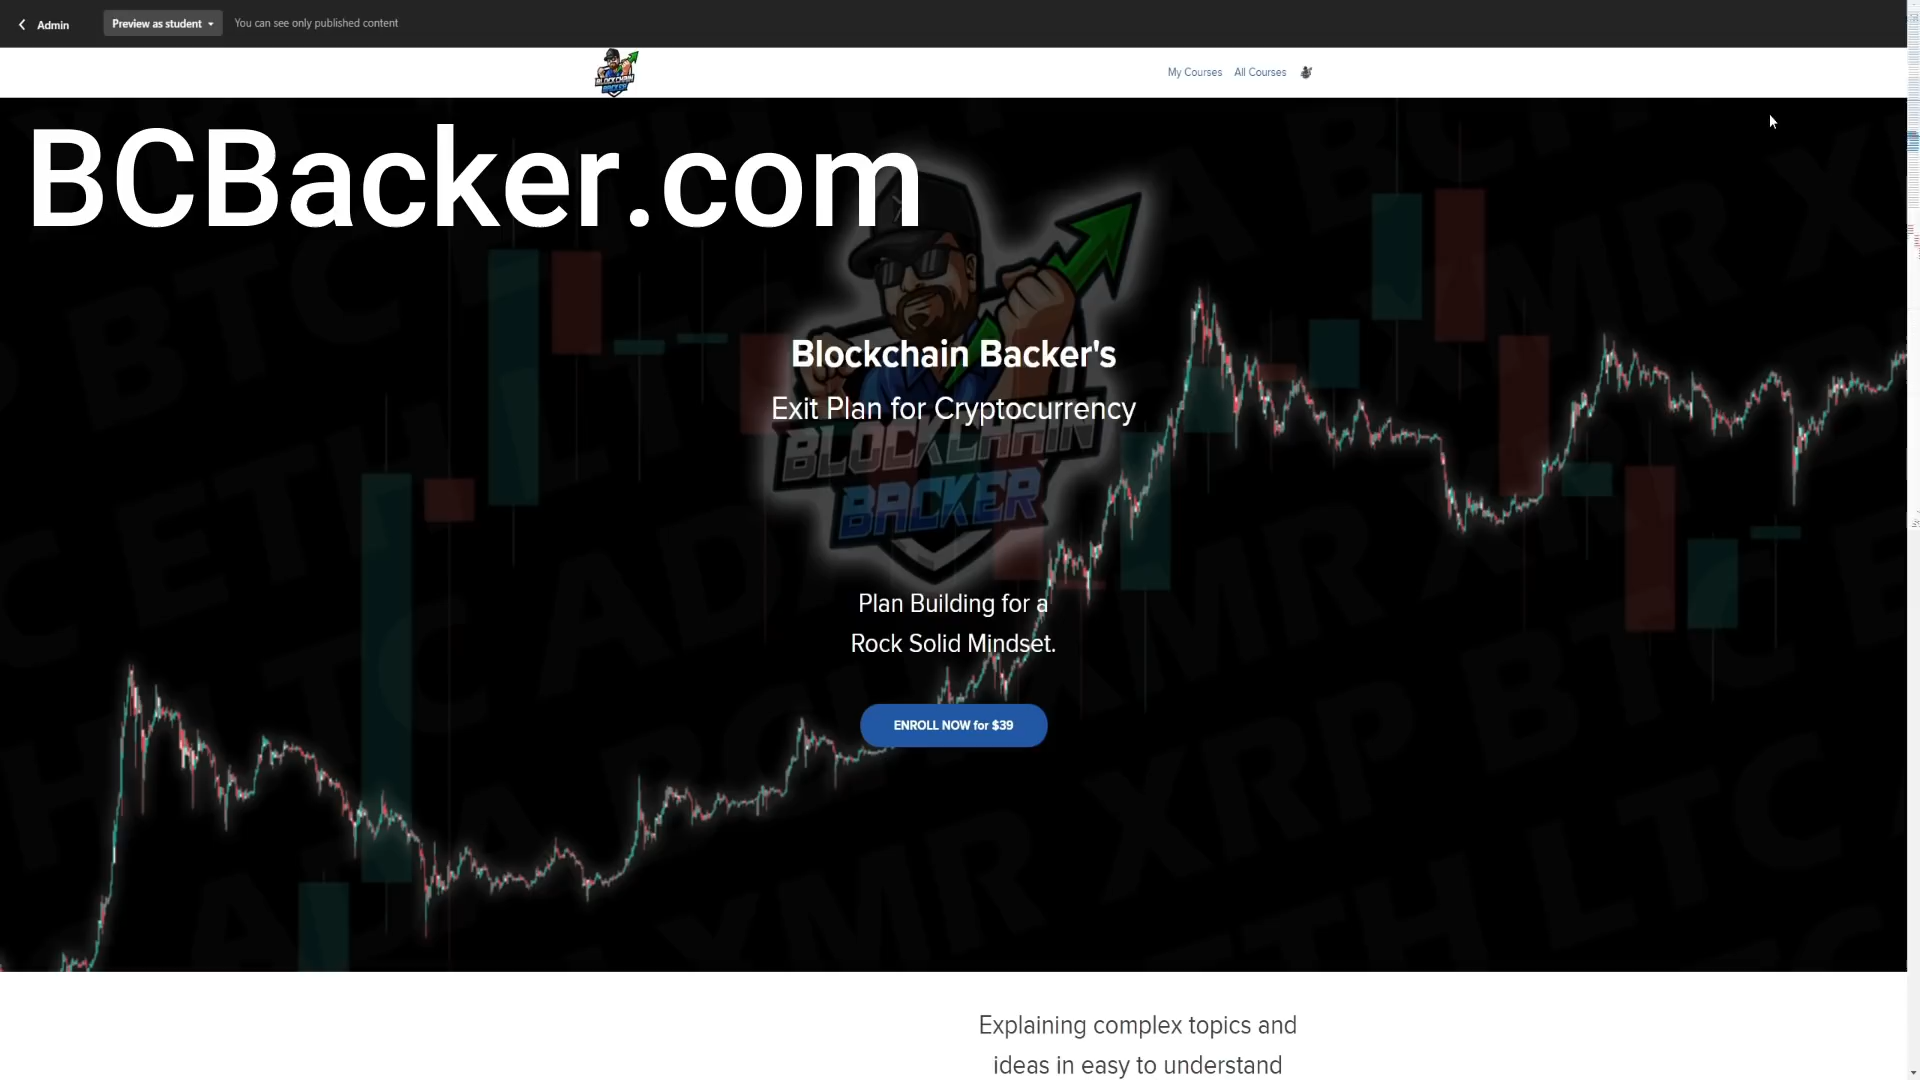 Admin
Preview as student
You can see only published content
BLOCKCHAIN
BACKER
My Courses
All Courses
BCBacker.com
Blockchain Backer's
Exit Plan for Cryptocurrency
BLOCKCHAIN
BACKER
Plan Building for a
Rock Solid Mindset.
ENROLL NOW for $39
Explaining complex topics and
ideas in easy to understand